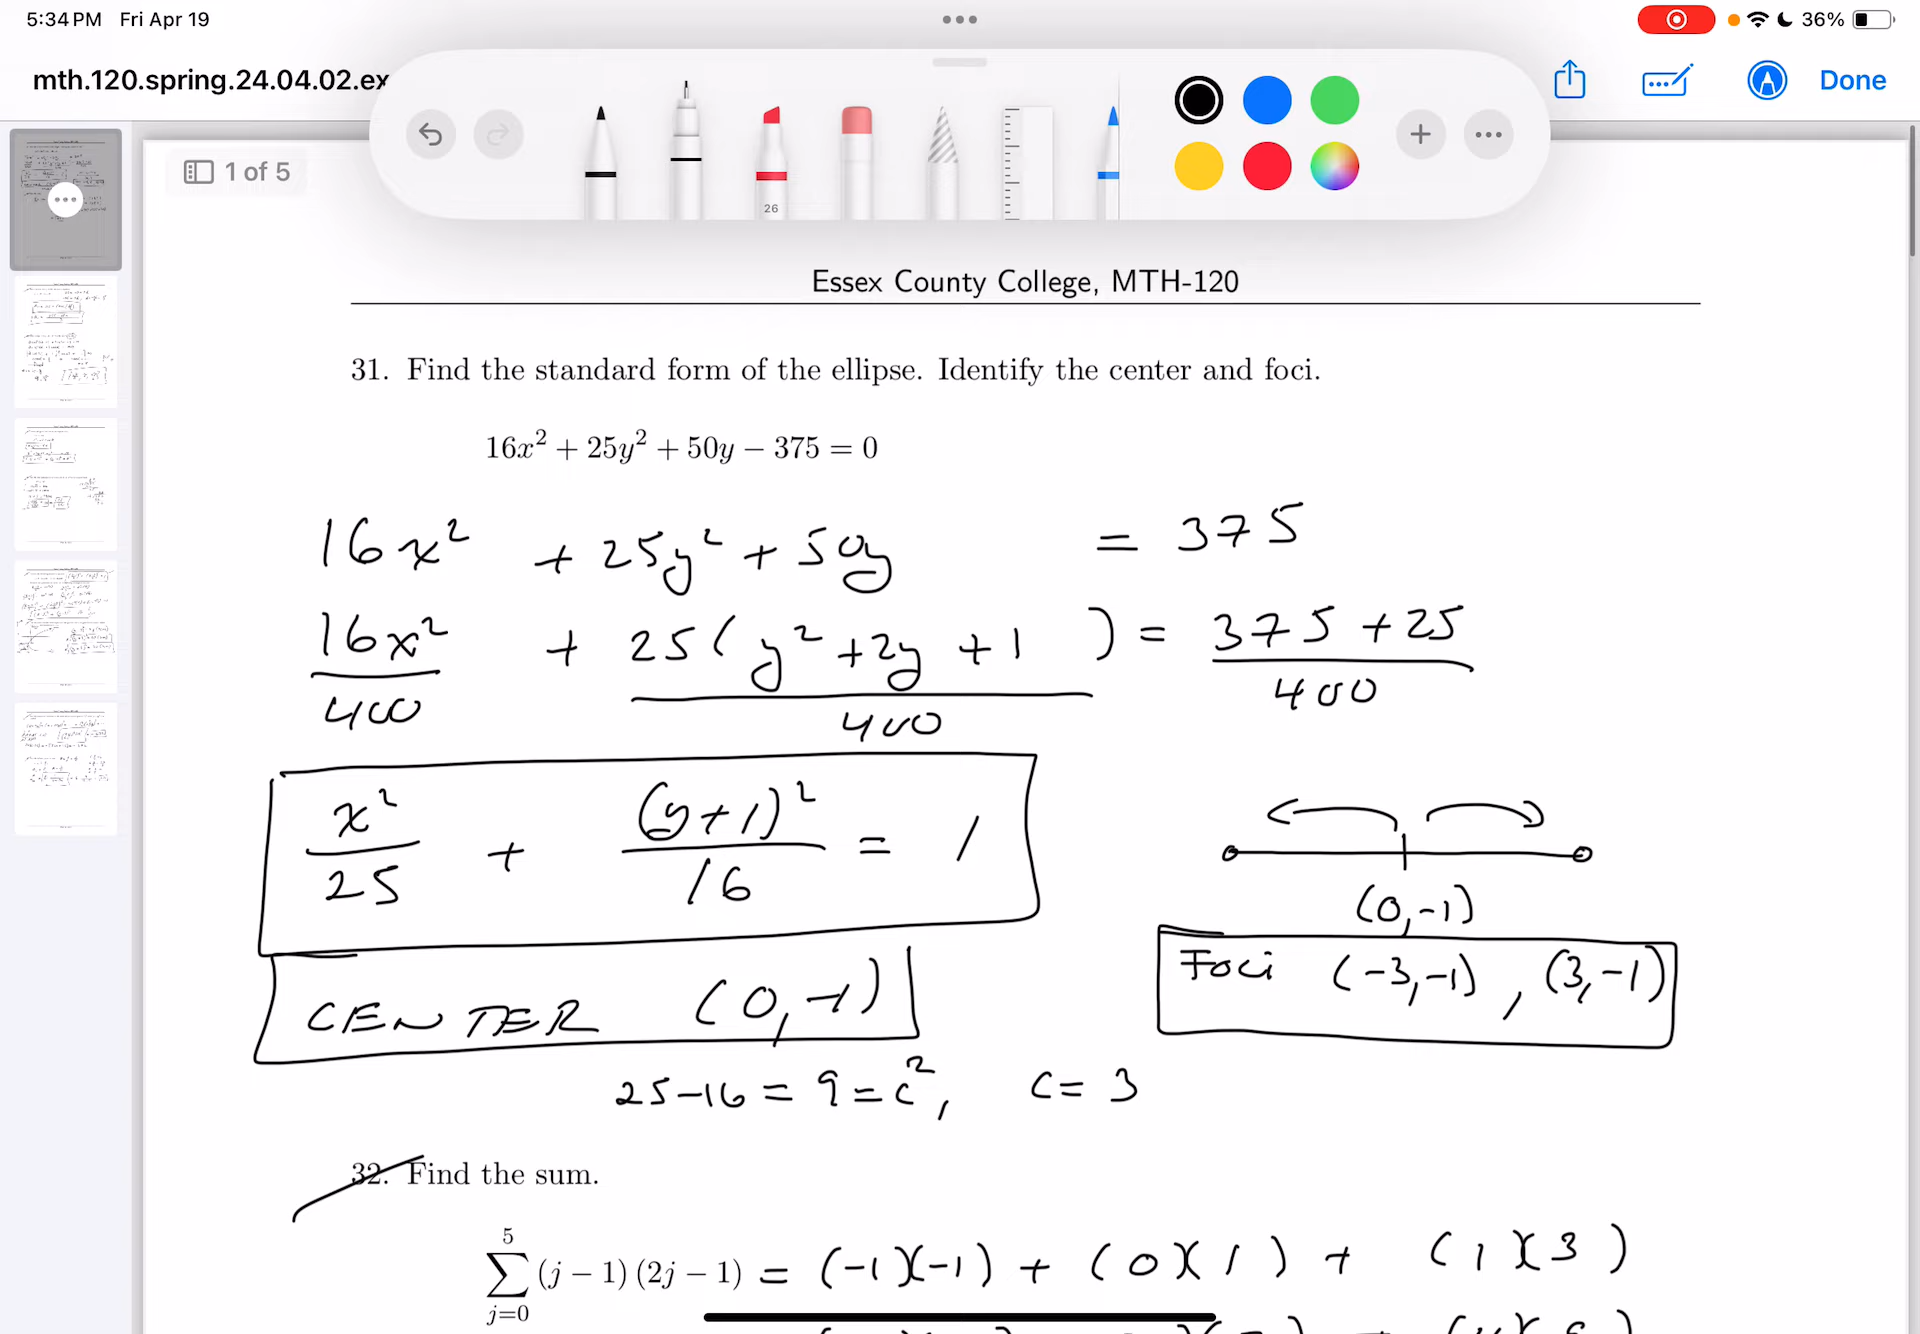 5:34 PM Fri Apr 19
36%
mth.120.spring.24.04.02.ex
Done
26
1 of 5
Essex County College, MTH-120
31. Find the standard form of the ellipse. Identify the center and foci.
16x² + 25y² + 50y − 375 = 0
16x² + 25y² + 50y = 375
16x²/400 + 25(y² + 2y + 1)/400 = 375 + 25/400
x²/25 + (y+1)²/16 = 1
(0,-1)
Foci (-3,-1), (3,-1)
CENTER (0,-1)
25-16 = 9 = c², c = 3
32. Find the sum.
5
∑ (j − 1) (2j − 1) = (-1)(-1) + (0)(1) + (1)(3)
j=0